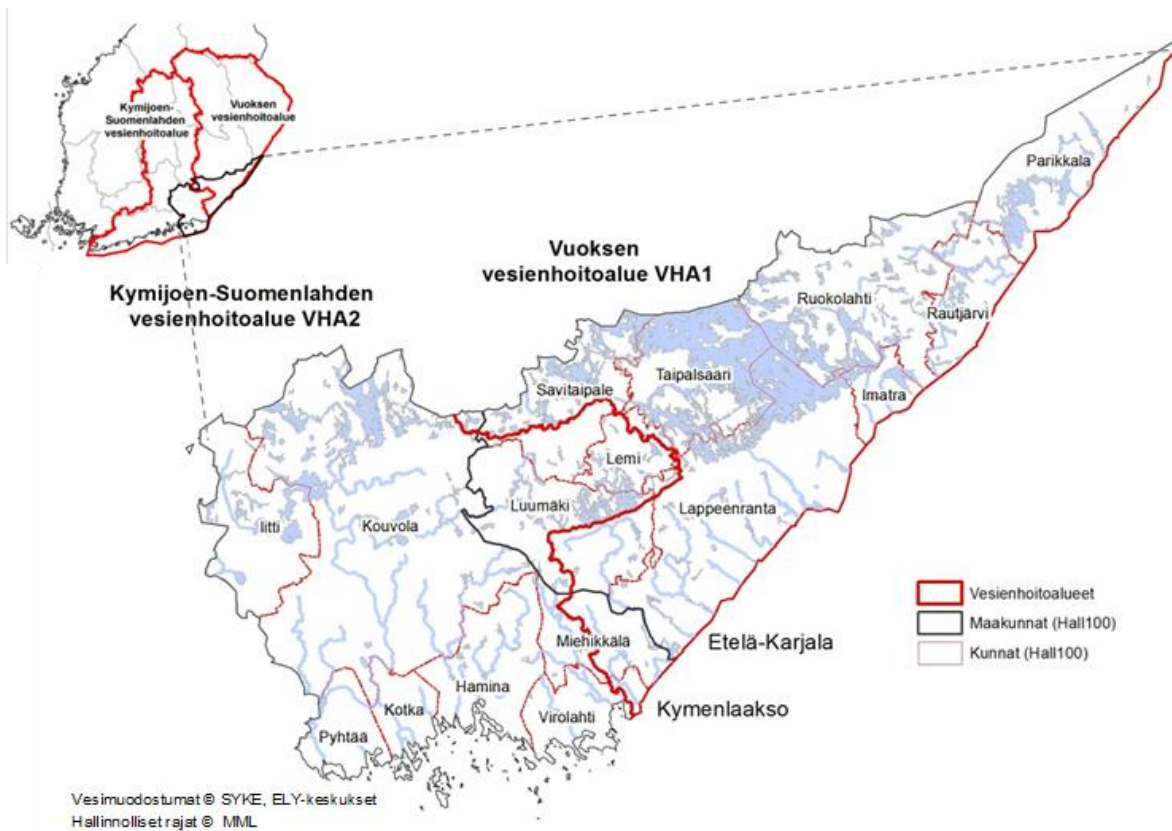 Kymijoen-
Suomenlahden
vesienhoitoalue
Vuoksen
vesienhoitoalue
Kymijoen-Suomenlahden
vesienhoitoalue VHA2
Vuoksen
vesienhoitoalue VHA1
Parikkala
Ruokolahti
Rautjärvi
Taipalsaari
Savitaipale
Imatra
Lemi
Luumäki
Lappeenranta
Iitti
Kouvola
Miehikkälä
Etelä-Karjala
Hamina
Kotka
Virolahti
Kymenlaakso
Pyhtää
Vesienhoitoalueet
Maakunnat (Hall100)
Kunnat (Hall100)
Vesimuodostumat © SYKE, ELY-keskukset
Hallinnolliset rajat © MML